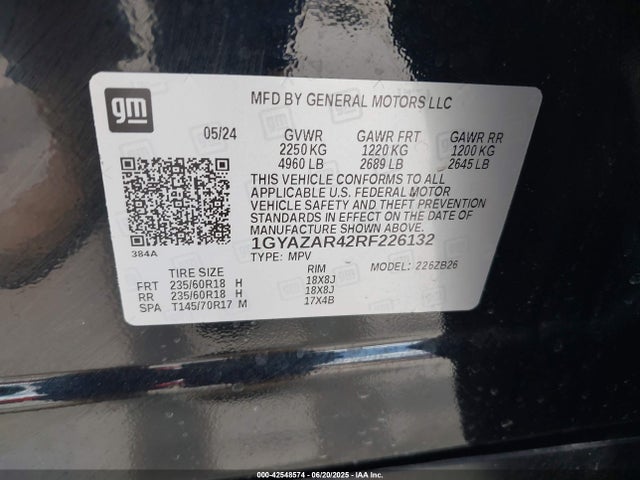 gm
MFD BY GENERAL MOTORS LLC
05/24 GVWR GAWR FRT GAWR RR
2250 KG 1220 KG 1200 KG
4960 LB 2689 LB 2645 LB
THIS VEHICLE CONFORMS TO ALL
APPLICABLE U.S. FEDERAL MOTOR
VEHICLE SAFETY AND THEFT PREVENTION
STANDARDS IN EFFECT ON THE DATE OF
MANUFACTURE SHOWN ABOVE.
1GYAZAR42RF226132
384A
TYPE: MPV MODEL: 226ZB26
TIRE SIZE RIM
FRT 235/60R18 H 18X8J
RR 235/60R18 H 18X8J
SPA T145/70R17 M 17X4B
000-42548574 06/20/2025 - IAA Inc.